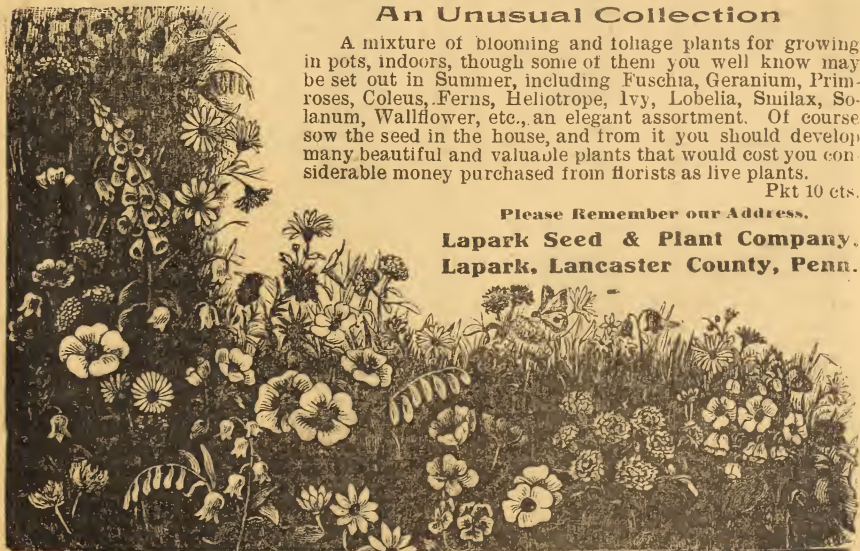 An Unusual Collection
A mixture of blooming and foliage plants for growing
in pots, indoors, though some of them you well know may
be set out in Summer, including Fuschia, Geranium, Prim-
roses, Coleus, Ferns, Heliotrope, Ivy, Lobelia, Smilax, So-
lanum, Wallflower, etc., an elegant assortment. Of course
sow the seed in the house, and from it you should develop
many beautiful and valuable plants that would cost you con-
siderable money purchased from florists as live plants.
Pkt 10 cts.
Please Remember our Address.
Lapark Seed & Plant Company,
Lapark, Lancaster County, Penn.